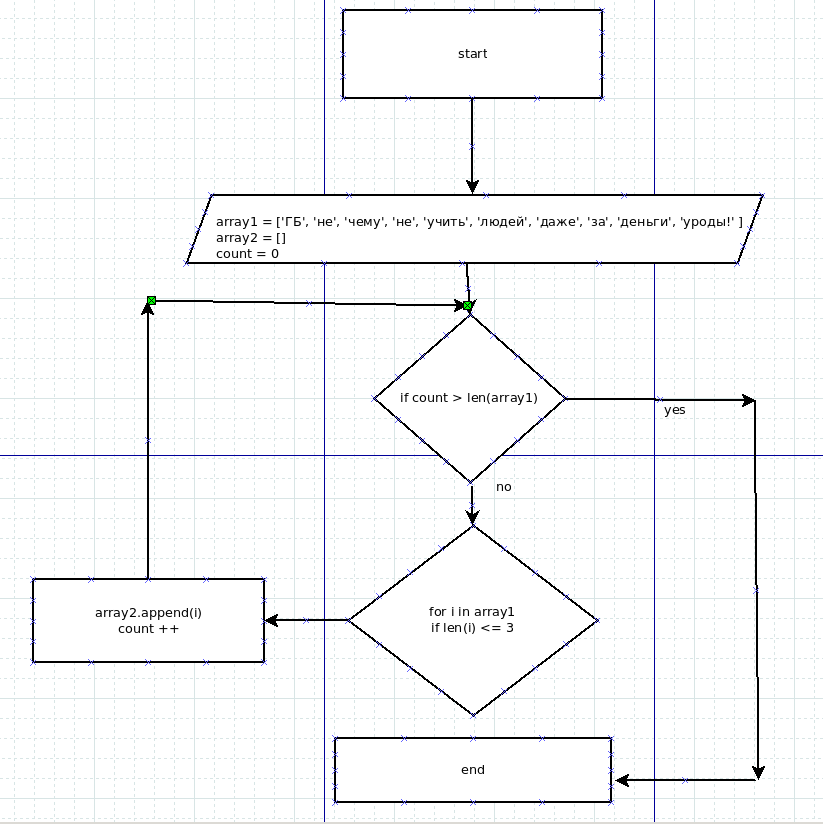 start
array1 = ['ГБ', 'не', 'чему', 'не', 'учить', 'людей', 'даже', 'за', 'деньги', 'уроды!' ]
array2 = []
count = 0
if count > len(array1)
yes
no
for i in array1
if len(i) <= 3
array2.append(i)
count ++
end